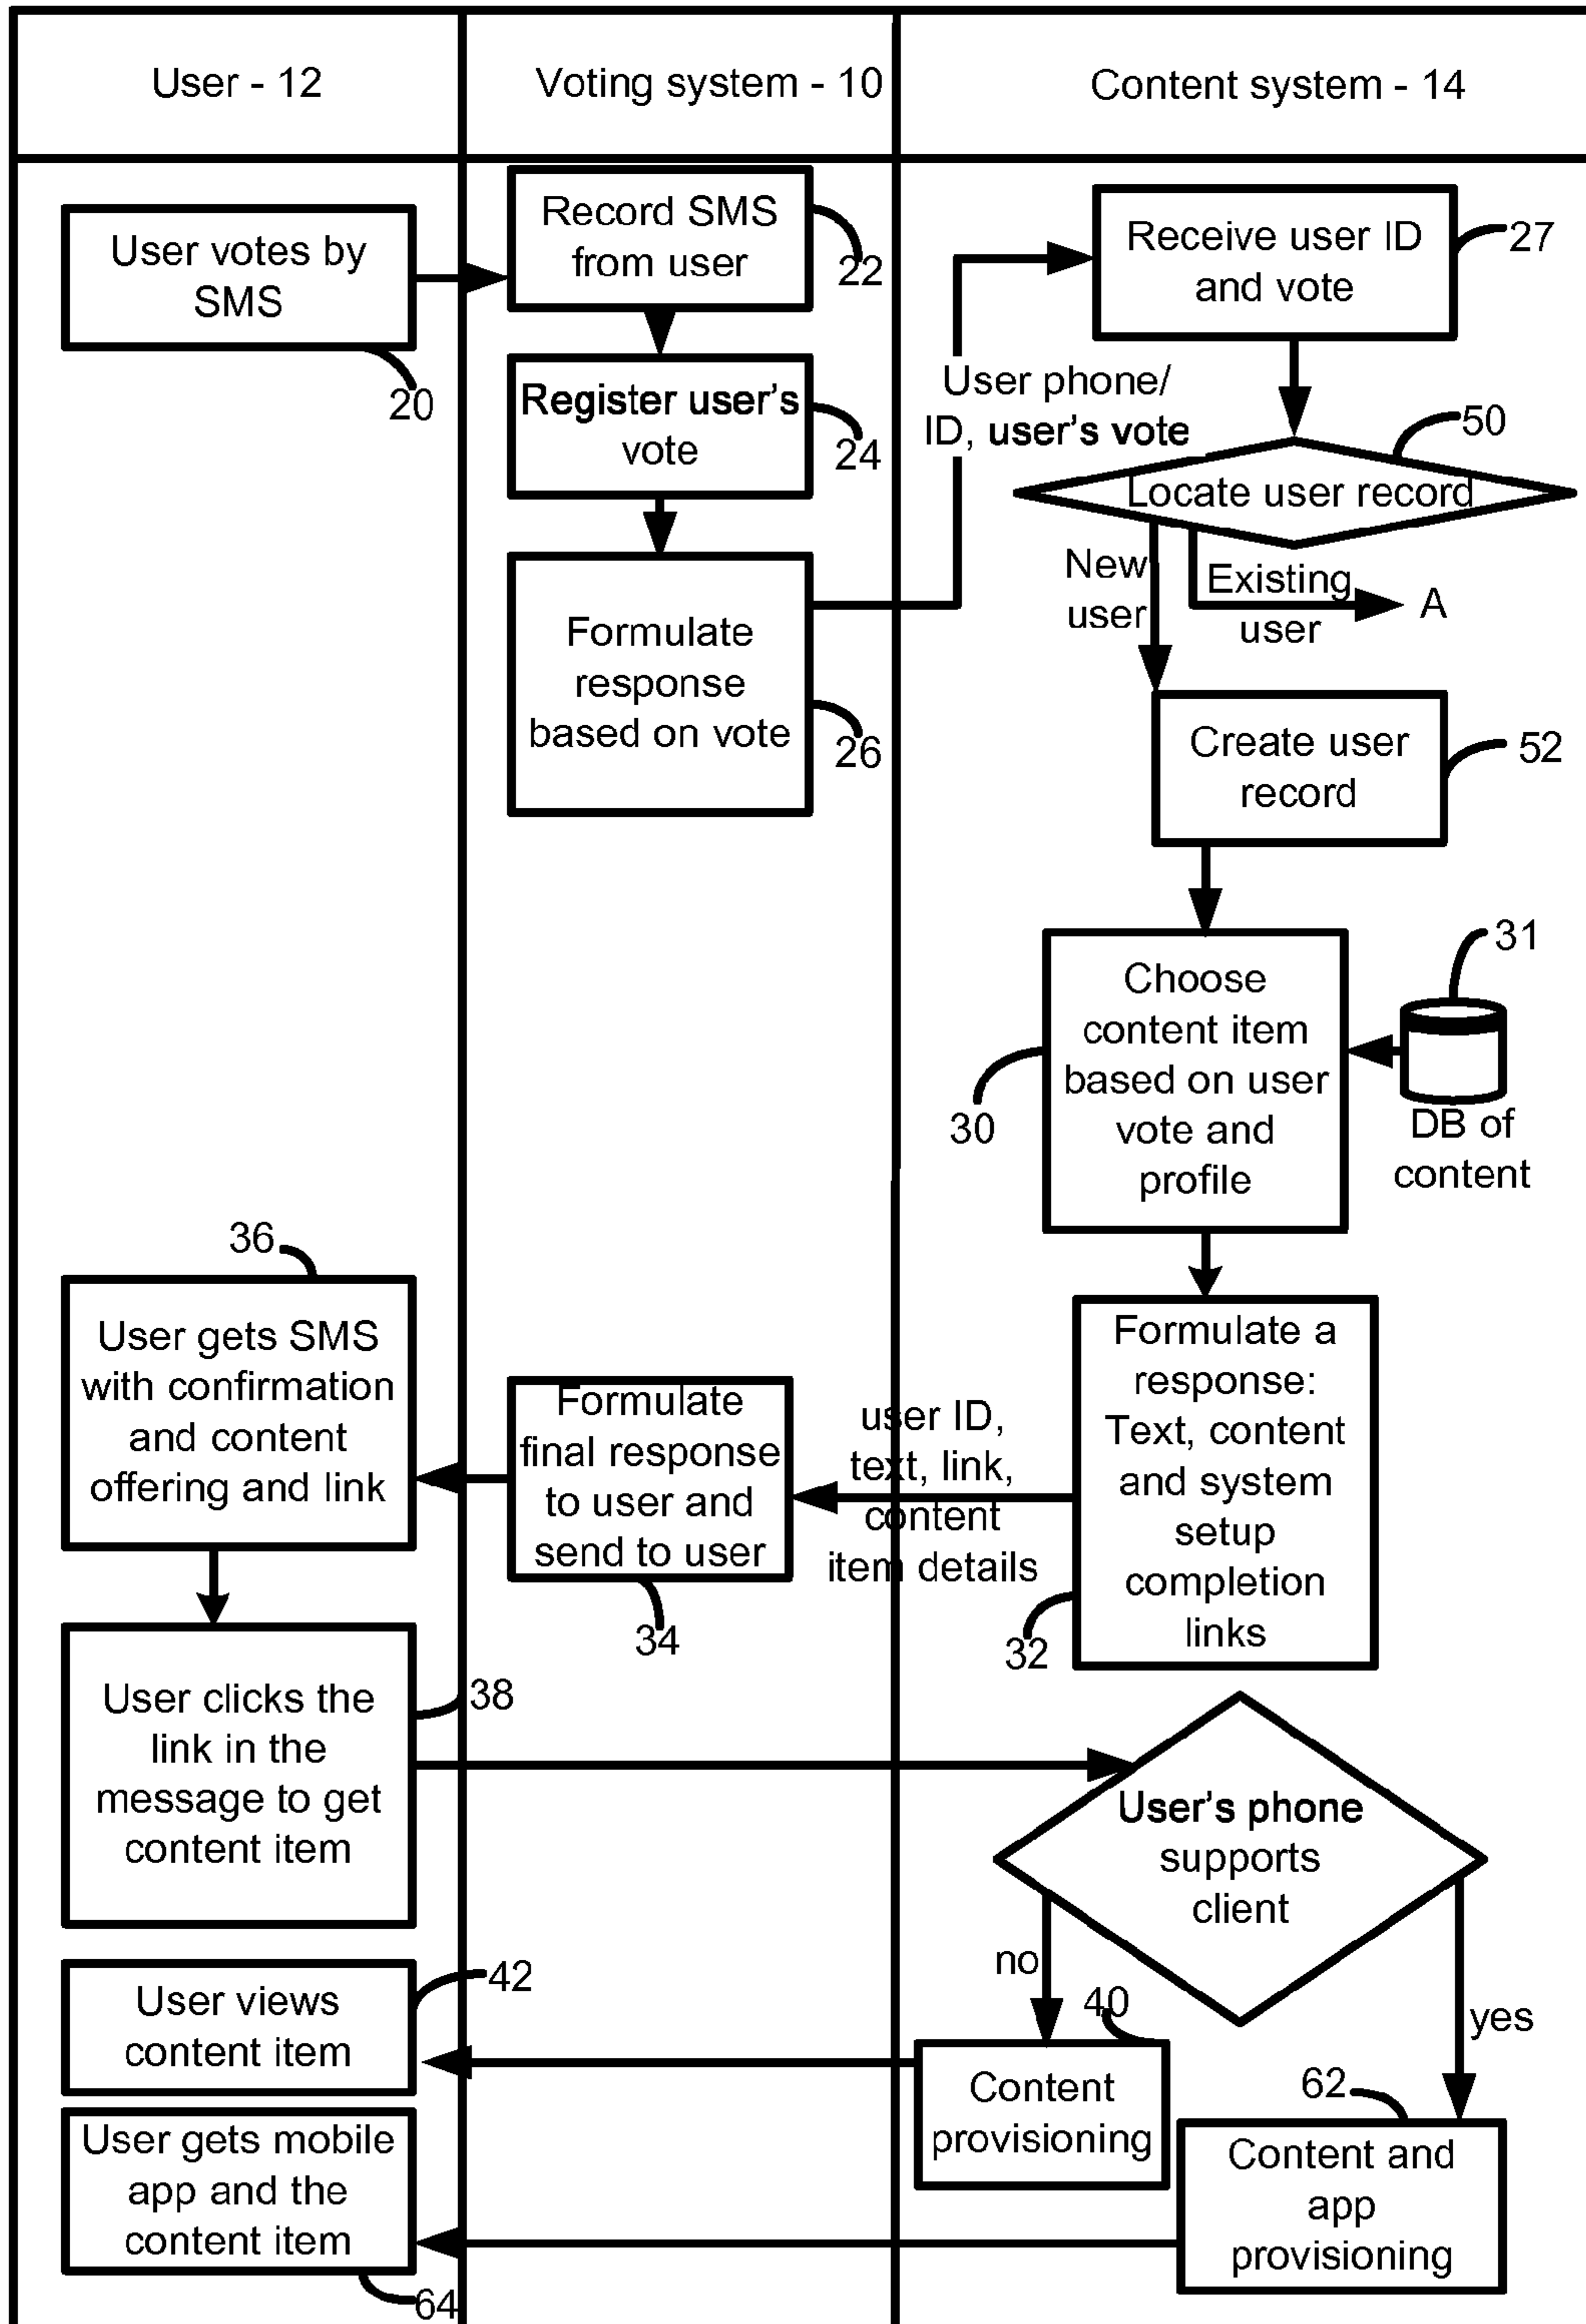 User - 12
Voting system - 10
Content system - 14
User votes by
SMS
20
Record SMS
from user
22
Register user's
vote
24
Formulate
response
based on vote
26
User phone/
ID, user's vote
Receive user ID
and vote
27
Locate user record
50
New
user
Existing
user
A
Create user
record
52
Choose
content item
based on user
vote and
profile
30
31
DB of
content
Formulate a
response:
Text, content
and system
setup
completion
links
32
user ID,
text, link,
content
item details
Formulate
final response
to user and
send to user
34
36
User gets SMS
with confirmation
and content
offering and link
User clicks the
link in the
message to get
content item
38
User's phone
supports
client
no
yes
40
Content
provisioning
42
User views
content item
62
Content and
app
provisioning
User gets mobile
app and the
content item
64